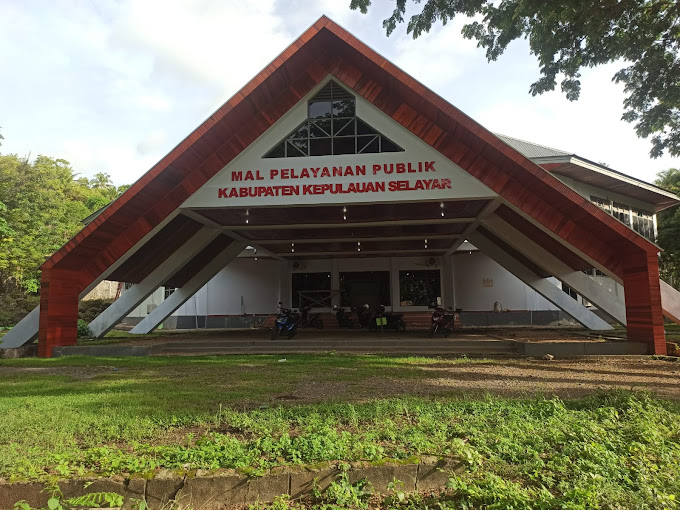 MAL PELAYANAN PUBLIK
KABUPATEN KEPULAUAN SELAYAR